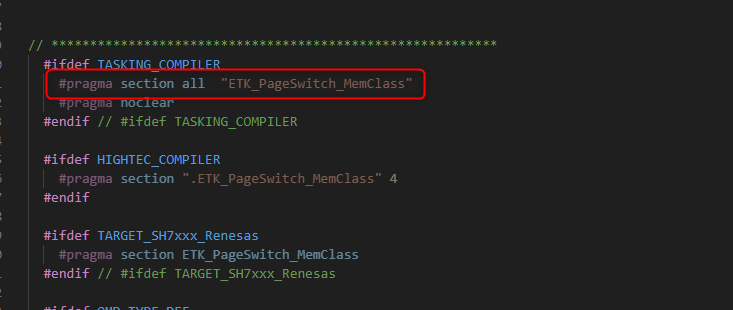 // **********************************************************
#ifdef TASKING_COMPILER
#pragma section all  "ETK_PageSwitch_MemClass"
#pragma noclear
#endif // #ifdef TASKING_COMPILER
#ifdef HIGHTEC_COMPILER
#pragma section ".ETK_PageSwitch_MemClass" 4
#endif
#ifdef TARGET_SH7xxx_Renesas
#pragma section ETK_PageSwitch_MemClass
#endif // #ifdef TARGET_SH7xxx_Renesas